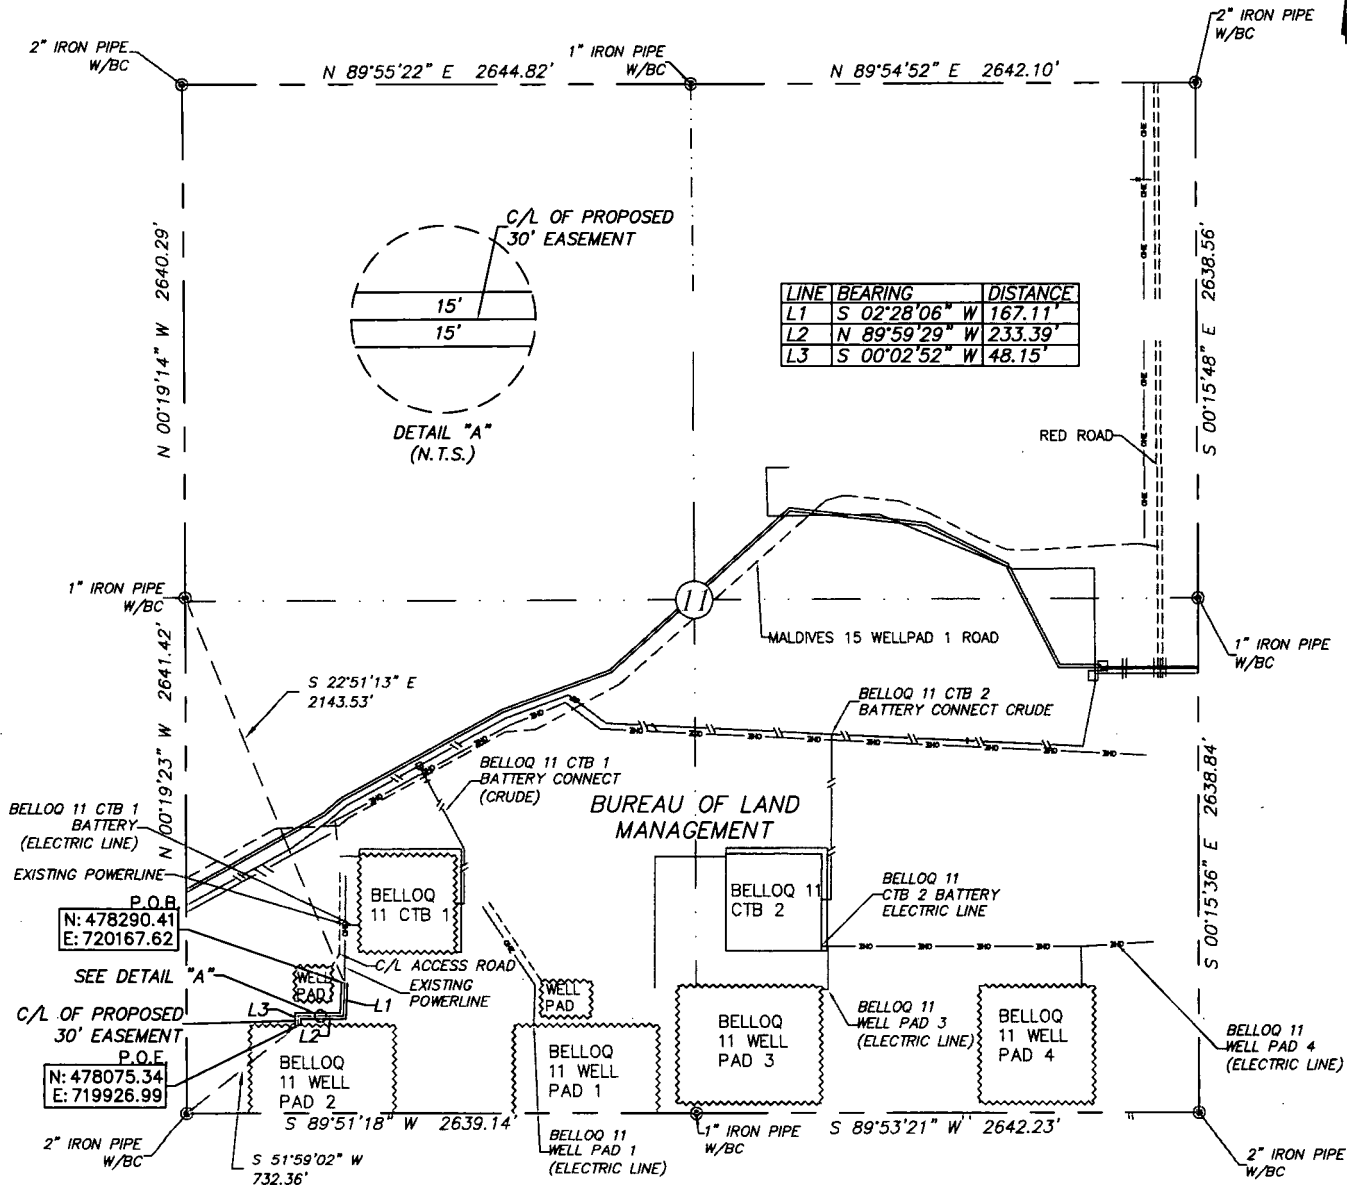 2" IRON PIPE
W/BC
N 89°55'22" E 2644.82'
1" IRON PIPE
W/BC
N 89°54'52" E 2642.10'
2" IRON PIPE
W/BC
N 00°19'14" W 2640.29'
C/L OF PROPOSED
30' EASEMENT
15'
15'
DETAIL "A"
(N.T.S.)
LINE BEARING DISTANCE
L1 S 02°28'06" W 167.11'
L2 N 89°59'29" W 233.39'
L3 S 00°02'52" W 48.15'
S 00°15'48" E 2638.56'
RED ROAD
1" IRON PIPE
W/BC
11
MALDIVES 15 WELLPAD 1 ROAD
1" IRON PIPE
W/BC
N 00°19'23" W 2641.42'
S 22°51'13" E
2143.53'
BELLOQ 11 CTB 2
BATTERY CONNECT CRUDE
BELLOQ 11 CTB 1
BATTERY CONNECT
(CRUDE)
BUREAU OF LAND
MANAGEMENT
S 00°15'36" E 2638.84'
BELLOQ 11 CTB 1
BATTERY
(ELECTRIC LINE)
EXISTING POWERLINE
P.O.B.
N: 478290.41
E: 720167.62
BELLOQ
11 CTB 1
BELLOQ 11
CTB 2
BELLOQ 11
CTB 2 BATTERY
ELECTRIC LINE
SEE DETAIL "A"
WELL
PAD
C/L ACCESS ROAD
EXISTING
POWERLINE
WELL
PAD
L3
L1
L2
C/L OF PROPOSED
30' EASEMENT
P.O.E.
N: 478075.34
E: 719926.99
BELLOQ
11 WELL
PAD 2
BELLOQ
11 WELL
PAD 1
BELLOQ
11 WELL
PAD 3
BELLOQ 11
WELL PAD 3
(ELECTRIC LINE)
BELLOQ
11 WELL
PAD 4
BELLOQ 11
WELL PAD 4
(ELECTRIC LINE)
S 89°51'18" W 2639.14'
S 89°53'21" W 2642.23'
2" IRON PIPE
W/BC
S 51°59'02" W
732.36'
BELLOQ 11
WELL PAD 1
(ELECTRIC LINE)
1" IRON PIPE
W/BC
2" IRON PIPE
W/BC